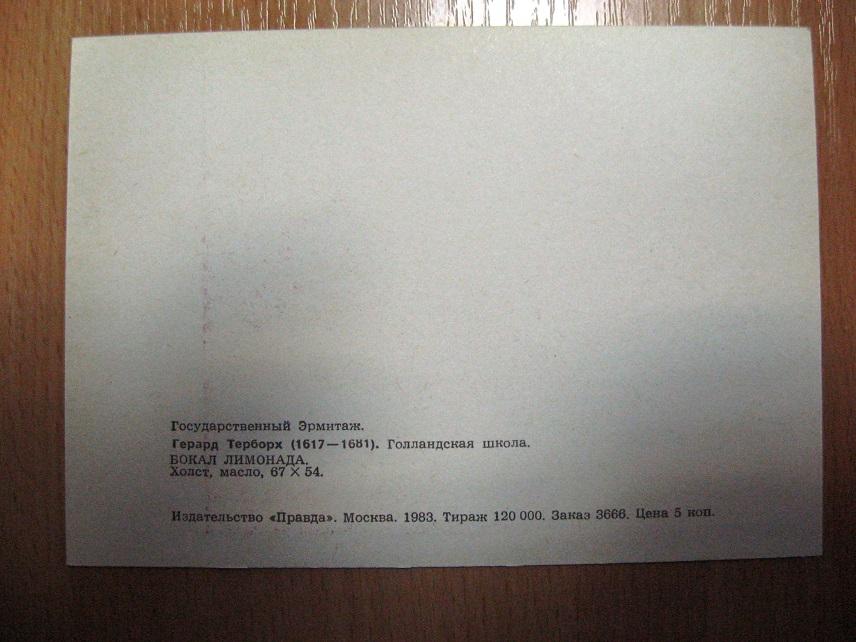 Государственный Эрмитаж.
Герард Терборх (1617—1681). Голландская школа.
БОКАЛ ЛИМОНАДА.
Холст, масло, 67 × 54.
Издательство «Правда». Москва. 1983. Тираж 120 000. Заказ 3666. Цена 5 коп.